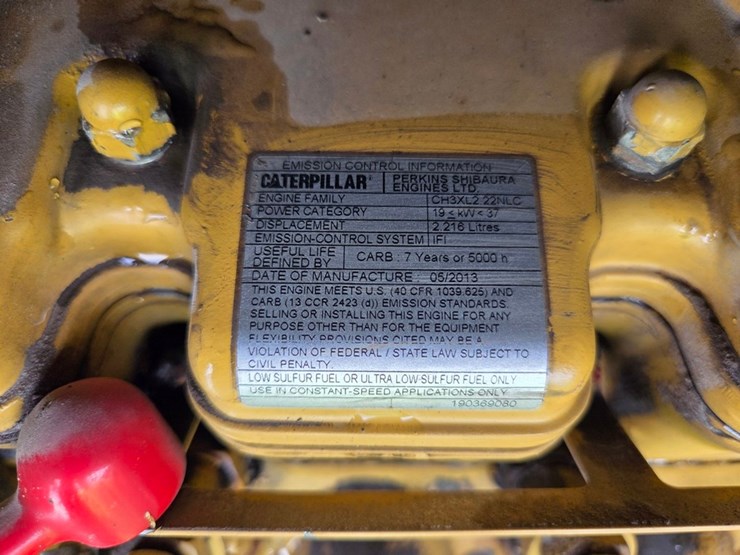 EMISSION CONTROL INFORMATION
CATERPILLAR PERKINS SHIBAURA
ENGINES LTD.
ENGINE FAMILY CH3XL2.22NLC
POWER CATEGORY 19 ≤ kW < 37
DISPLACEMENT 2.216 Litres
EMISSION-CONTROL SYSTEM IFI
USEFUL LIFE
DEFINED BY CARB : 7 Years or 5000 h
DATE OF MANUFACTURE : 05/2013
THIS ENGINE MEETS U.S. (40 CFR 1039.625) AND
CARB (13 CCR 2423 (d)) EMISSION STANDARDS
SELLING OR INSTALLING THIS ENGINE FOR ANY
PURPOSE OTHER THAN FOR THE EQUIPMENT
FLEXIBILITY PROVISIONS CITED MAY BE A
VIOLATION OF FEDERAL / STATE LAW SUBJECT TO
CIVIL PENALTY.
LOW SULFUR FUEL OR ULTRA LOW SULFUR FUEL ONLY
USE IN CONSTANT-SPEED APPLICATIONS ONLY
190369080